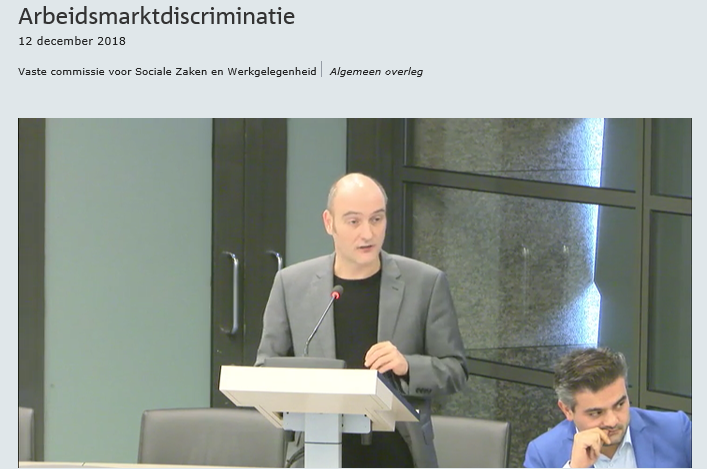 Arbeidsmarktdiscriminatie
12 december 2018
Vaste commissie voor Sociale Zaken en Werkgelegenheid | Algemeen overleg